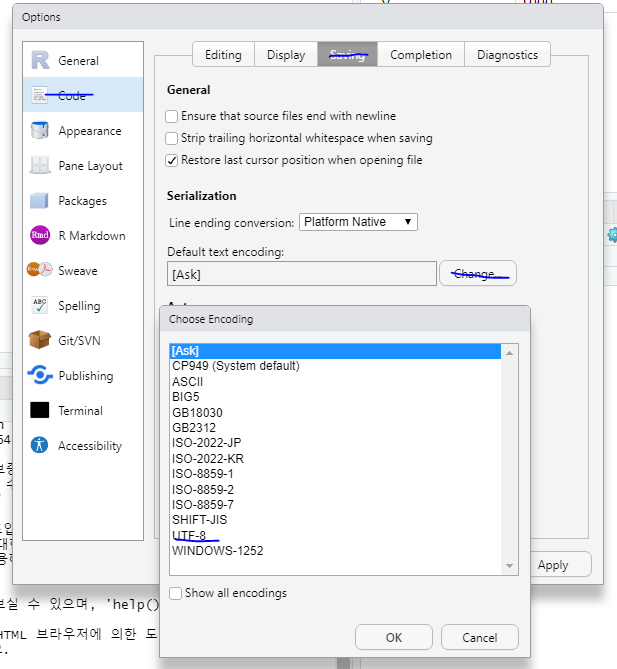 Options
General
Code
Appearance
Pane Layout
Packages
R Markdown
Sweave
Spelling
Git/SVN
Publishing
Terminal
Accessibility
Editing
Display
Saving
Completion
Diagnostics
General
Ensure that source files end with newline
Strip trailing horizontal whitespace when saving
Restore last cursor position when opening file
Serialization
Line ending conversion: Platform Native
Default text encoding:
[Ask]
Change...
Choose Encoding
[Ask]
CP949 (System default)
ASCII
BIG5
GB18030
GB2312
ISO-2022-JP
ISO-2022-KR
ISO-8859-1
ISO-8859-2
ISO-8859-7
SHIFT-JIS
UTF-8
WINDOWS-1252
Show all encodings
OK
Cancel
Apply
실 수 있으며, 'help()
HTML 브라우저에 의한 도